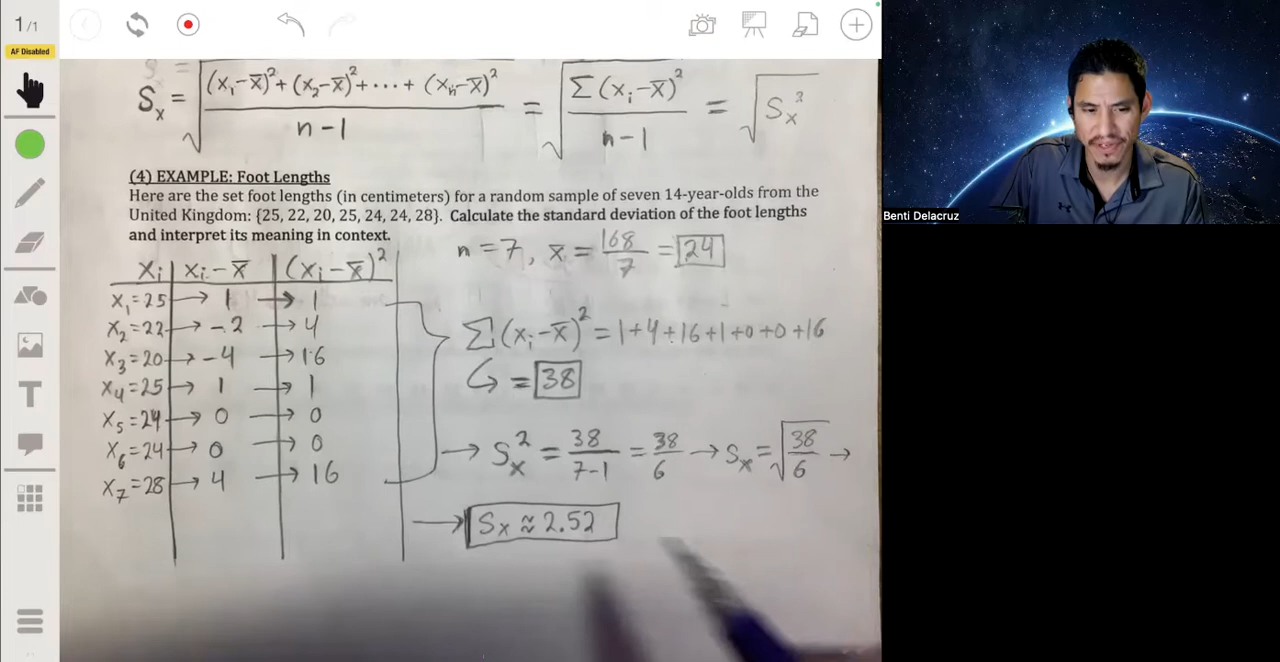 1/1
AF Disabled
Sₓ = √((x₁-x̄)²+(x₂-x̄)²+···+(xₙ-x̄)² / n-1) = √(Σ(xᵢ-x̄)² / n-1) = √(Sₓ²)
(4) EXAMPLE: Foot Lengths
Here are the set foot lengths (in centimeters) for a random sample of seven 14-year-olds from the
United Kingdom: {25, 22, 20, 25, 24, 24, 28}. Calculate the standard deviation of the foot lengths
and interpret its meaning in context.
n=7, x̄ = 168/7 = 24
xᵢ | xᵢ-x̄ | (xᵢ-x̄)²
x₁=25 → 1 → 1
x₂=22 → -2 → 4
x₃=20 → -4 → 16
x₄=25 → 1 → 1
x₅=24 → 0 → 0
x₆=24 → 0 → 0
x₇=28 → 4 → 16
Σ(xᵢ-x̄)² = 1+4+16+1+0+0+16
↪ = 38
→ Sₓ² = 38/7-1 = 38/6 → Sₓ = √(38/6) →
→ Sₓ ≈ 2.52
T
Benti Delacruz